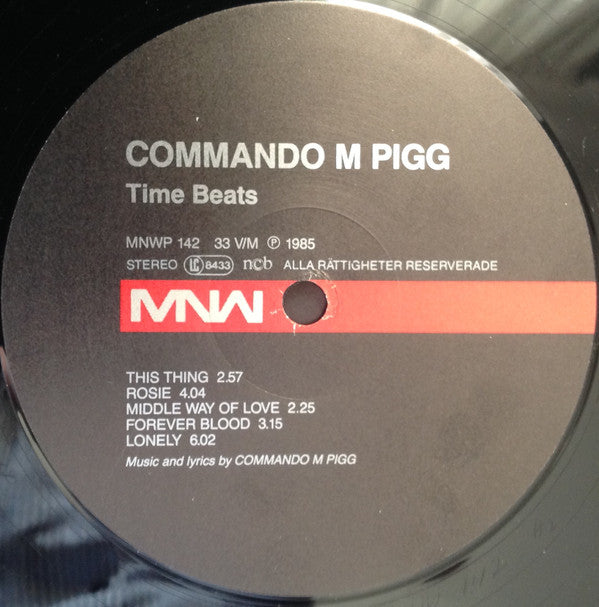 COMMANDO M PIGG
Time Beats
MNWP 142 33 V/M ℗ 1985
STEREO LC 8433 ncb ALLA RÄTTIGHETER RESERVERADE
MNW
THIS THING 2.57
ROSIE 4.04
MIDDLE WAY OF LOVE 2.25
FOREVER BLOOD 3.15
LONELY 6.02
Music and lyrics by COMMANDO M PIGG